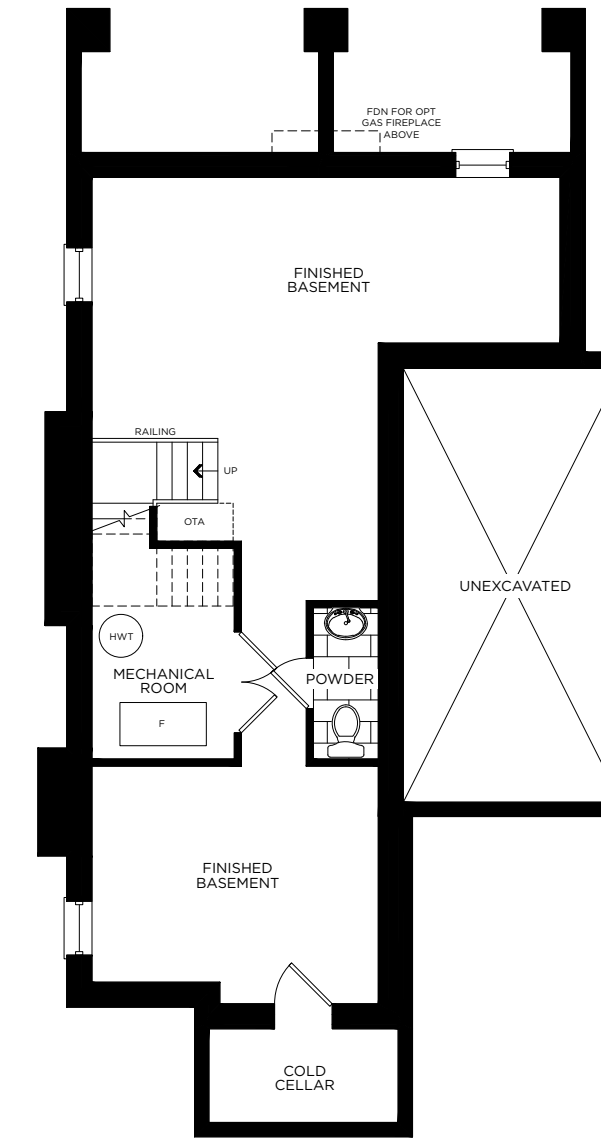 FDN FOR OPT
GAS FIREPLACE
ABOVE
FINISHED
BASEMENT
RAILING
UP
OTA
UNEXCAVATED
HWT
MECHANICAL
ROOM
POWDER
F
FINISHED
BASEMENT
COLD
CELLAR